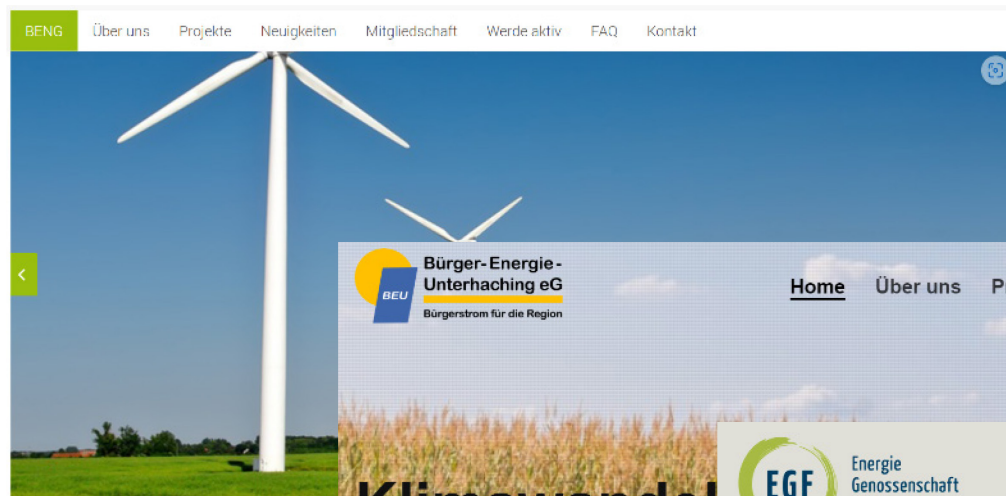 BENG Über uns Projekte Neuigkeiten Mitgliedschaft Werde aktiv FAQ Kontakt
Bürger-Energie-
Unterhaching eG
BEU
Bürgerstrom für die Region
Home Über uns
Klimawandel
EGF
Energie
Genossenschaft